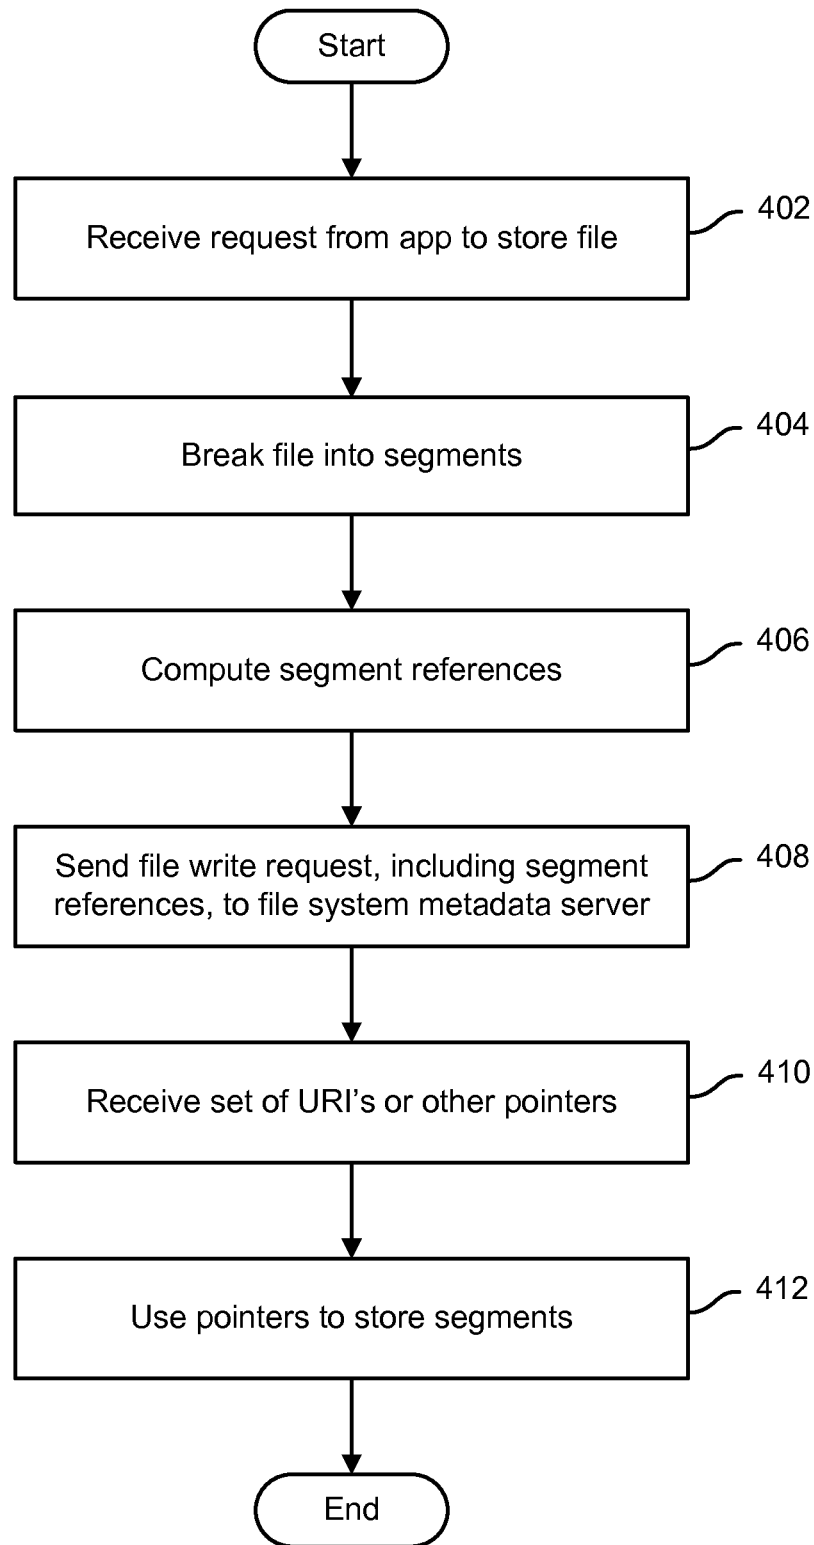 Start
Receive request from app to store file
402
Break file into segments
404
Compute segment references
406
Send file write request, including segment
references, to file system metadata server
408
Receive set of URI's or other pointers
410
Use pointers to store segments
412
End